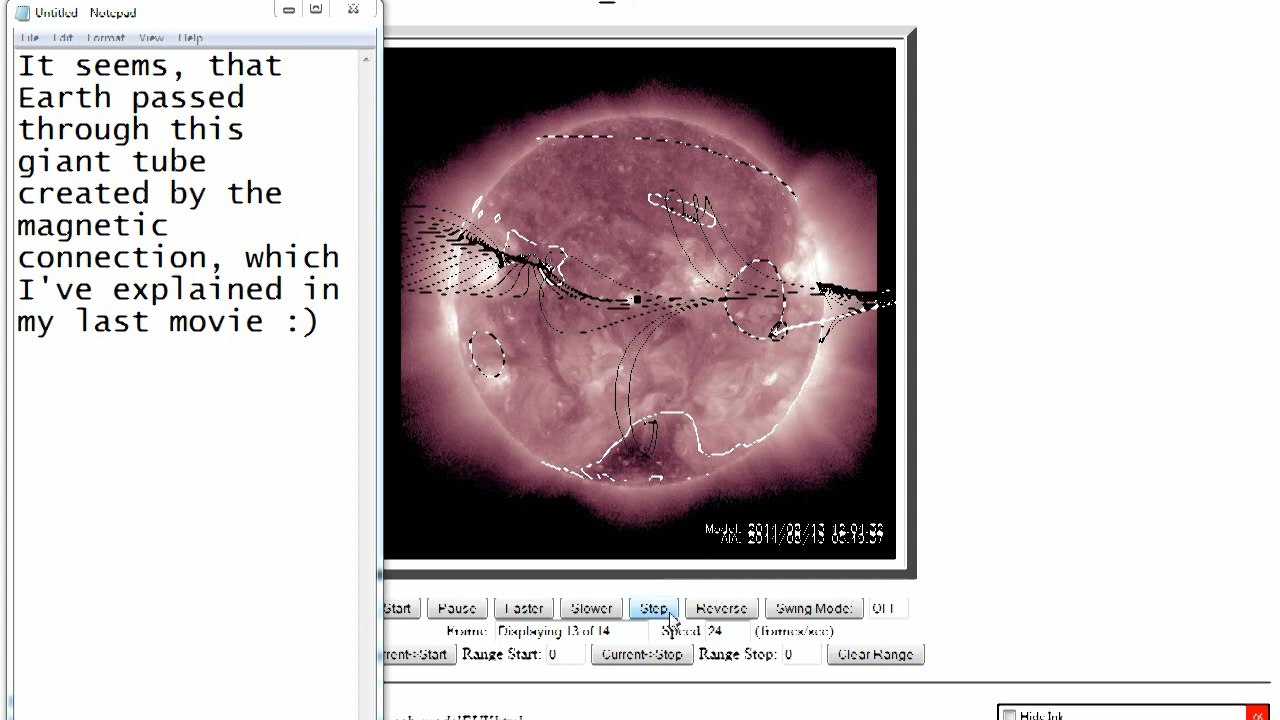 Untitled - Notepad
File Edit Format View Help
It seems, that
Earth passed
through this
giant tube
created by the
magnetic
connection, which
I've explained in
my last movie :)
Start Pause Faster Slower Step Reverse Swing Mode: OFF
Frame: Displaying 13 of 14 Speed: 24 (frames/sec)
rent->Start Range Start: 0 Current->Stop Range Stop: 0 Clear Range
Hide Ink